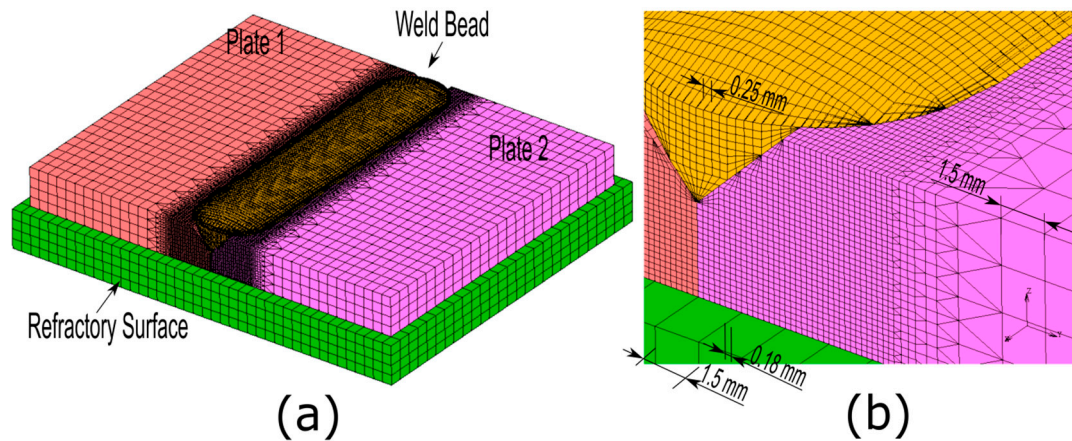 Plate 1
Weld Bead
Plate 2
Refractory Surface
(a)
0.25 mm
1.5 mm
Z
Y
X
0.18 mm
1.5 mm
(b)